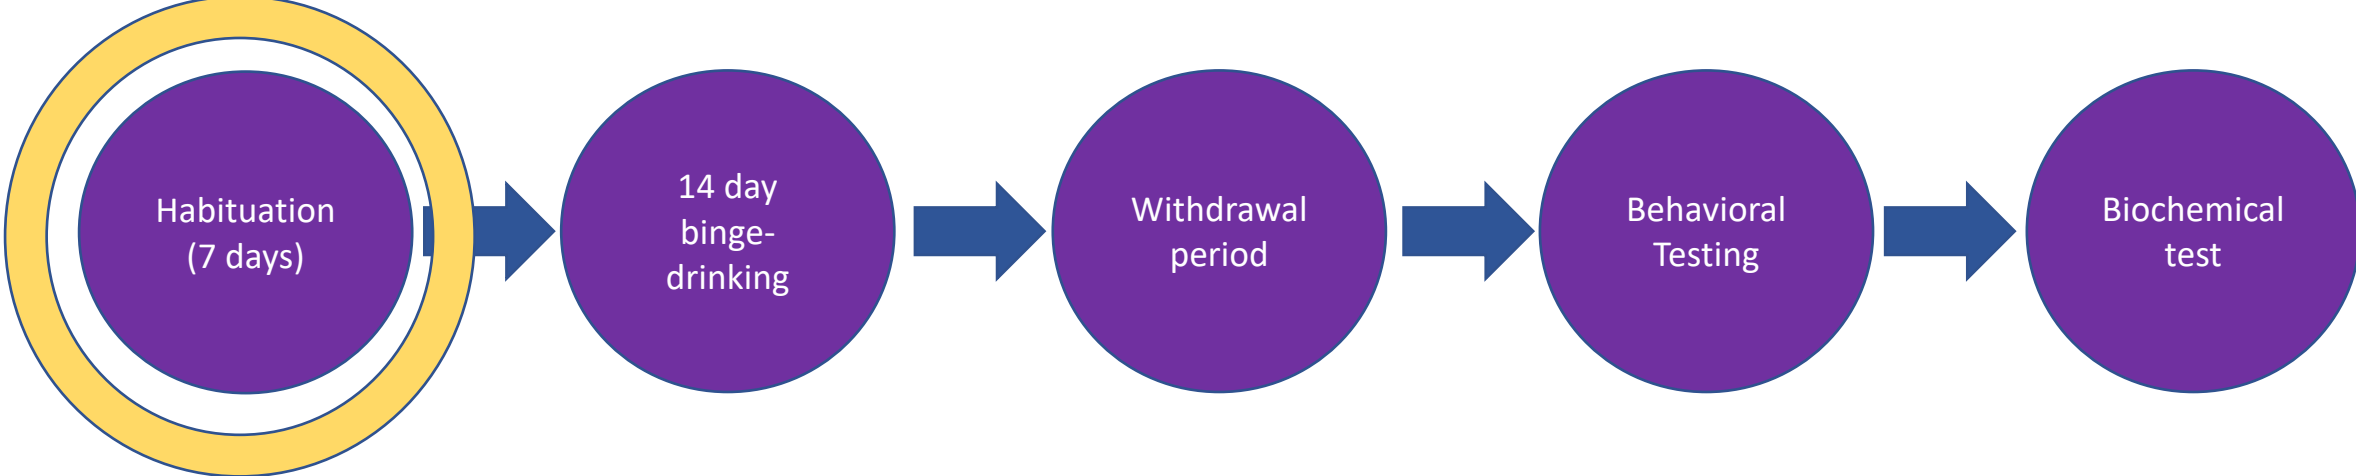 Habituation
(7 days)
14 day
binge-
drinking
Withdrawal
period
Behavioral
Testing
Biochemical
test